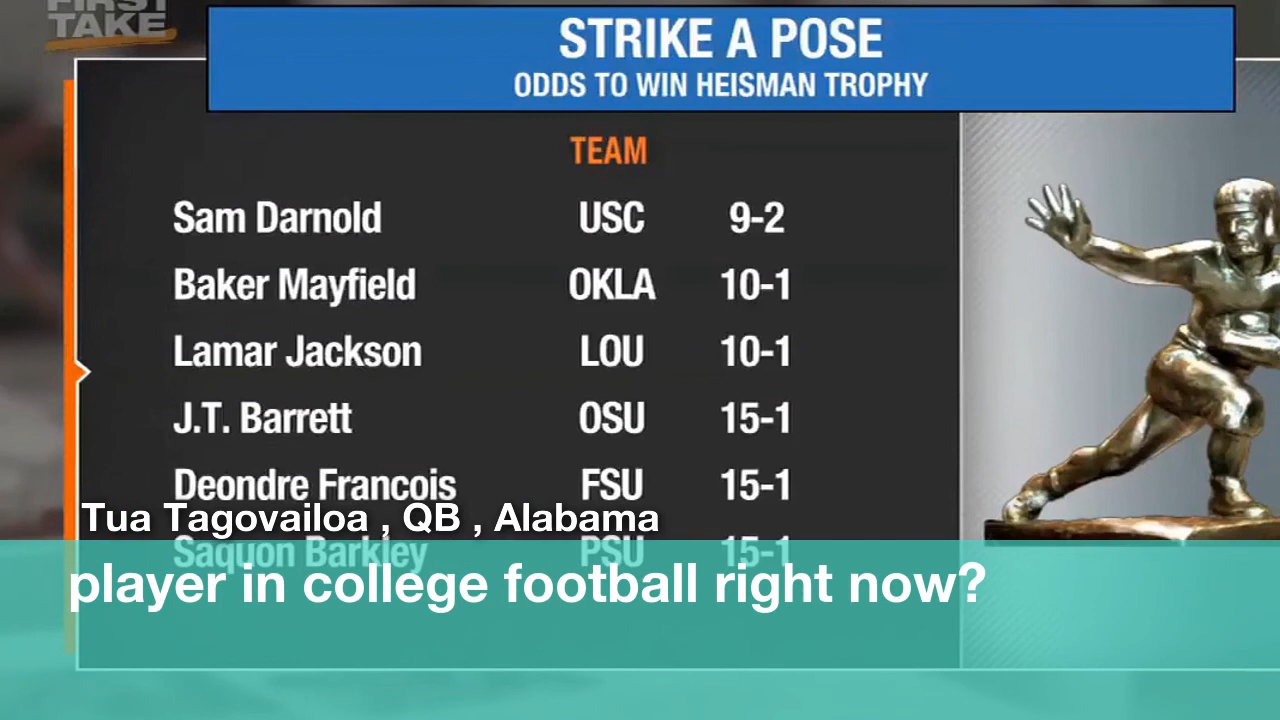 FIRST
TAKE
STRIKE A POSE
ODDS TO WIN HEISMAN TROPHY
TEAM
Sam Darnold USC 9-2
Baker Mayfield OKLA 10-1
Lamar Jackson LOU 10-1
J.T. Barrett OSU 15-1
Deondre Francois FSU 15-1
Tua Tagovailoa , QB , Alabama
Saquon Barkley PSU 15-1
player in college football right now?